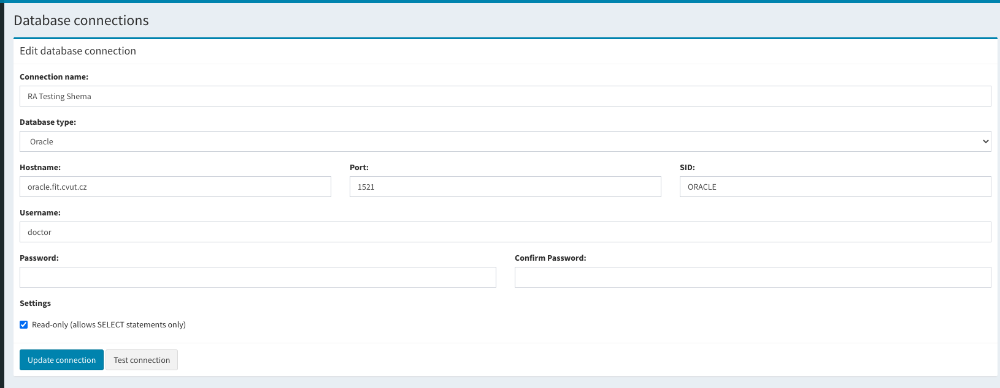 Database connections
Edit database connection
Connection name:
RA Testing Shema
Database type:
Oracle
Hostname: Port: SID:
oracle.fit.cvut.cz 1521 ORACLE
Username:
doctor
Password: Confirm Password:
Settings
Read-only (allows SELECT statements only)
Update connection Test connection